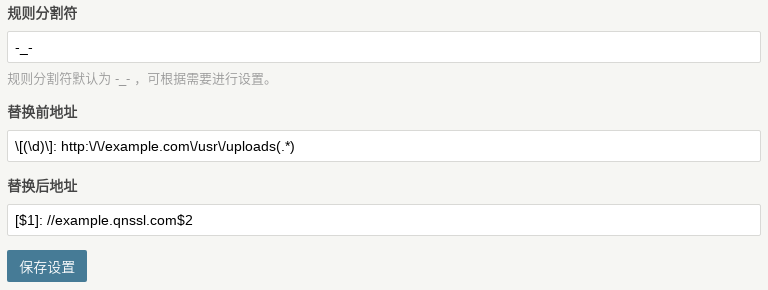 规则分割符
-_-
规则分割符默认为 -_- ，可根据需要进行设置。
替换前地址
\[(\d)\]: http:\/\/example.com\/usr\/uploads(.*)
替换后地址
[$1]: //example.qnssl.com$2
保存设置